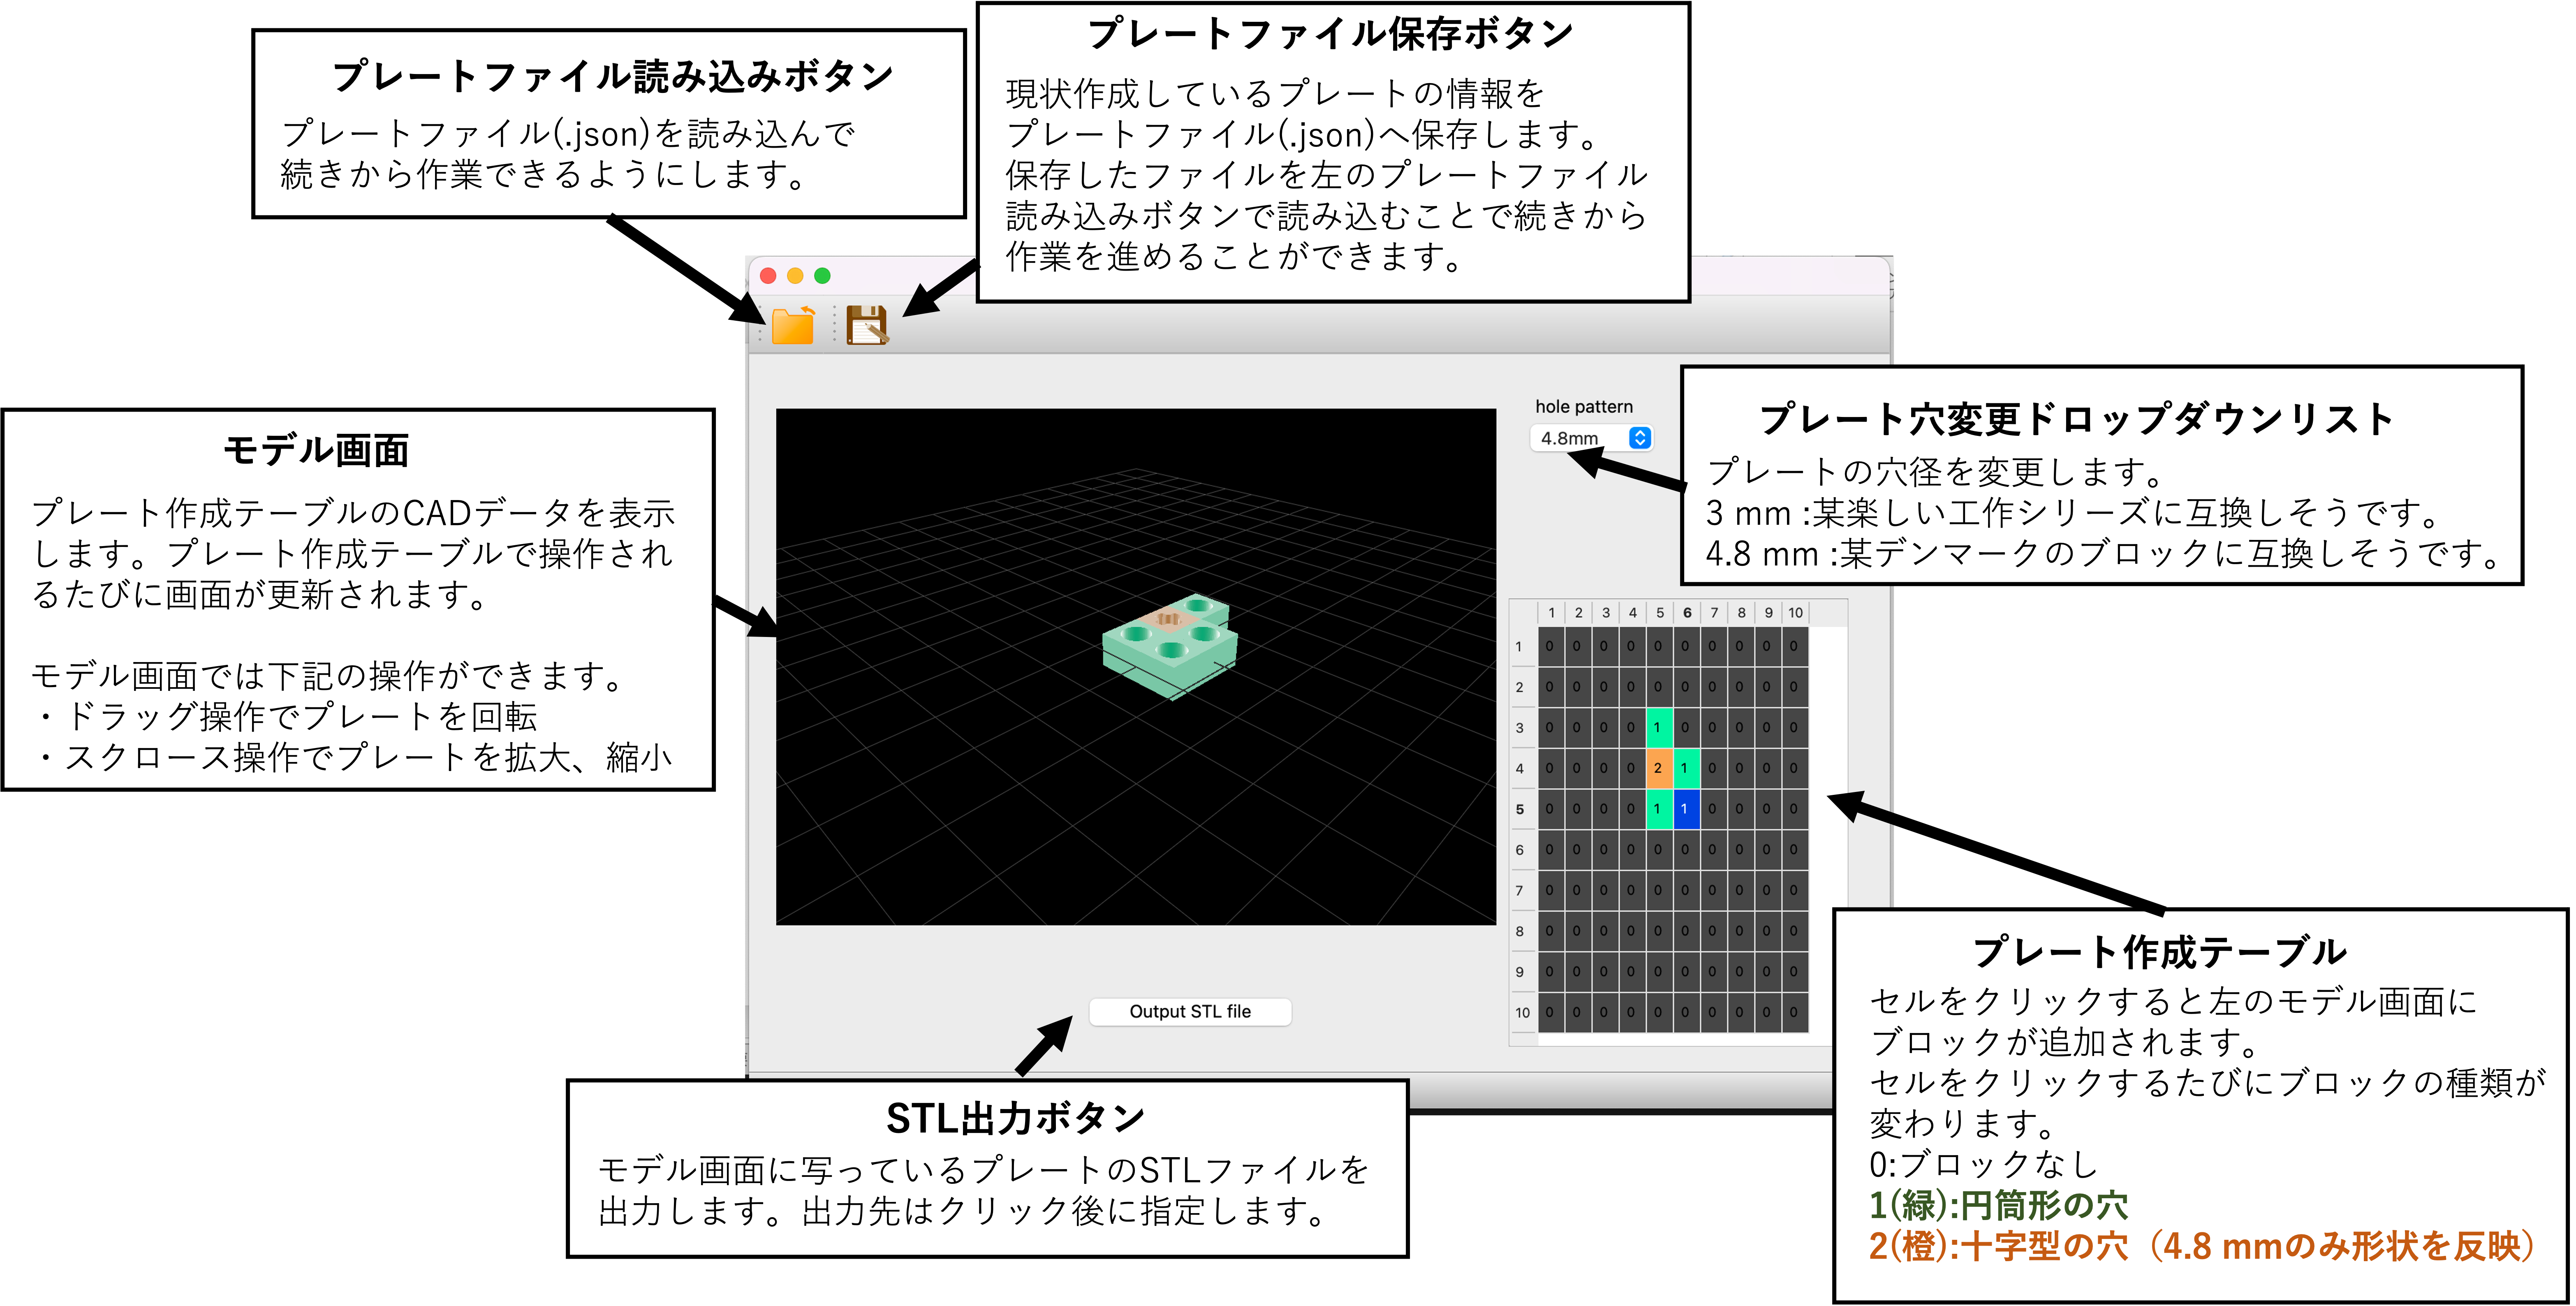 プレートファイル読み込みボタン
プレートファイル(.json)を読み込んで
続きから作業できるようにします。
プレートファイル保存ボタン
現状作成しているプレートの情報を
プレートファイル(.json)へ保存します。
保存したファイルを左のプレートファイル
読み込みボタンで読み込むことで続きから
作業を進めることができます。
モデル画面
プレート作成テーブルのCADデータを表示
します。プレート作成テーブルで操作され
るたびに画面が更新されます。
モデル画面では下記の操作ができます。
・ドラッグ操作でプレートを回転
・スクロース操作でプレートを拡大、縮小
hole pattern
4.8mm
プレート穴変更ドロップダウンリスト
プレートの穴径を変更します。
3 mm :某楽しい工作シリーズに互換しそうです。
4.8 mm :某デンマークのブロックに互換しそうです。
1 2 3 4 5 6 7 8 9 10
1 0 0 0 0 0 0 0 0 0 0
2 0 0 0 0 0 0 0 0 0 0
3 0 0 0 0 1 0 0 0 0 0
4 0 0 0 0 2 1 0 0 0 0
5 0 0 0 0 1 1 0 0 0 0
6 0 0 0 0 0 0 0 0 0 0
7 0 0 0 0 0 0 0 0 0 0
8 0 0 0 0 0 0 0 0 0 0
9 0 0 0 0 0 0 0 0 0 0
10 0 0 0 0 0 0 0 0 0 0
Output STL file
STL出力ボタン
モデル画面に写っているプレートのSTLファイルを
出力します。出力先はクリック後に指定します。
プレート作成テーブル
セルをクリックすると左のモデル画面に
ブロックが追加されます。
セルをクリックするたびにブロックの種類が
変わります。
0:ブロックなし
1(緑):円筒形の穴
2(橙):十字型の穴（4.8 mmのみ形状を反映）